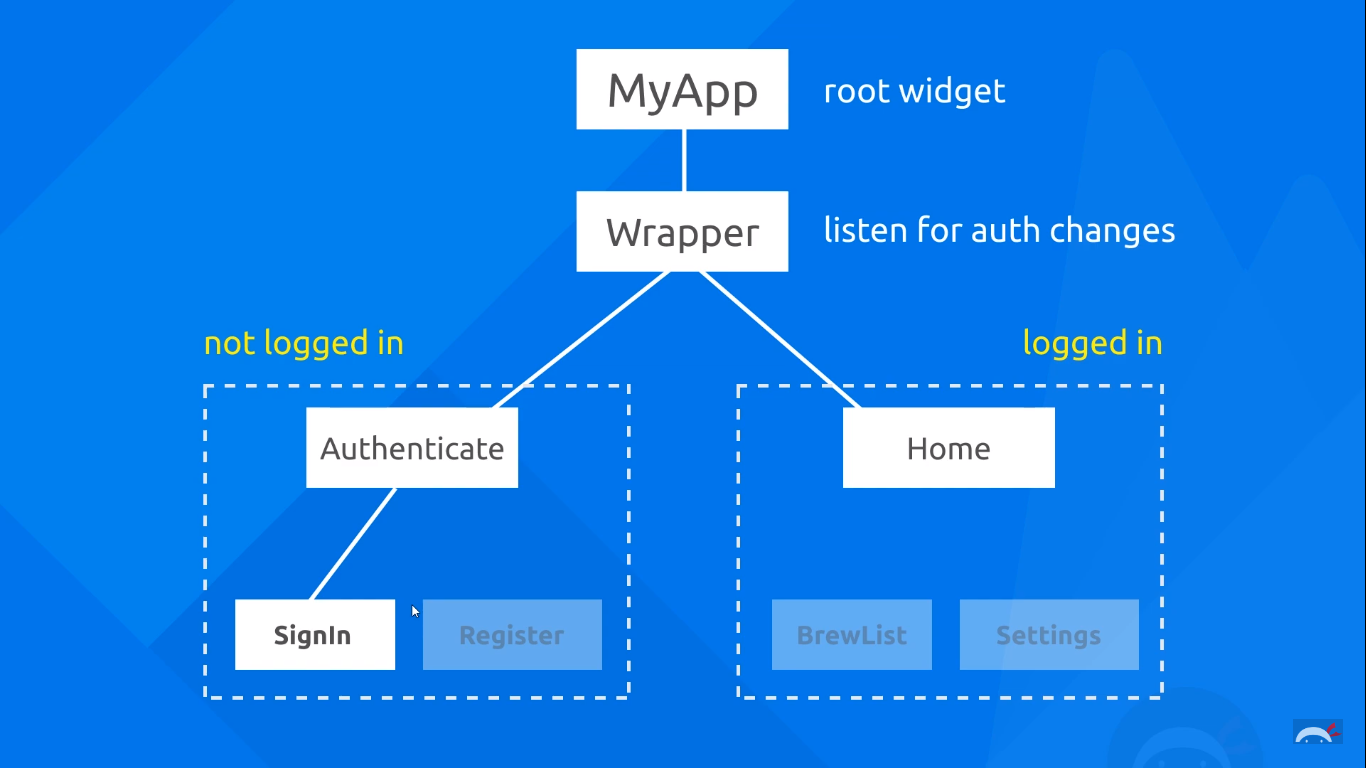 MyApp
root widget
Wrapper
listen for auth changes
not logged in
logged in
Authenticate
Home
SignIn
Register
BrewList
Settings